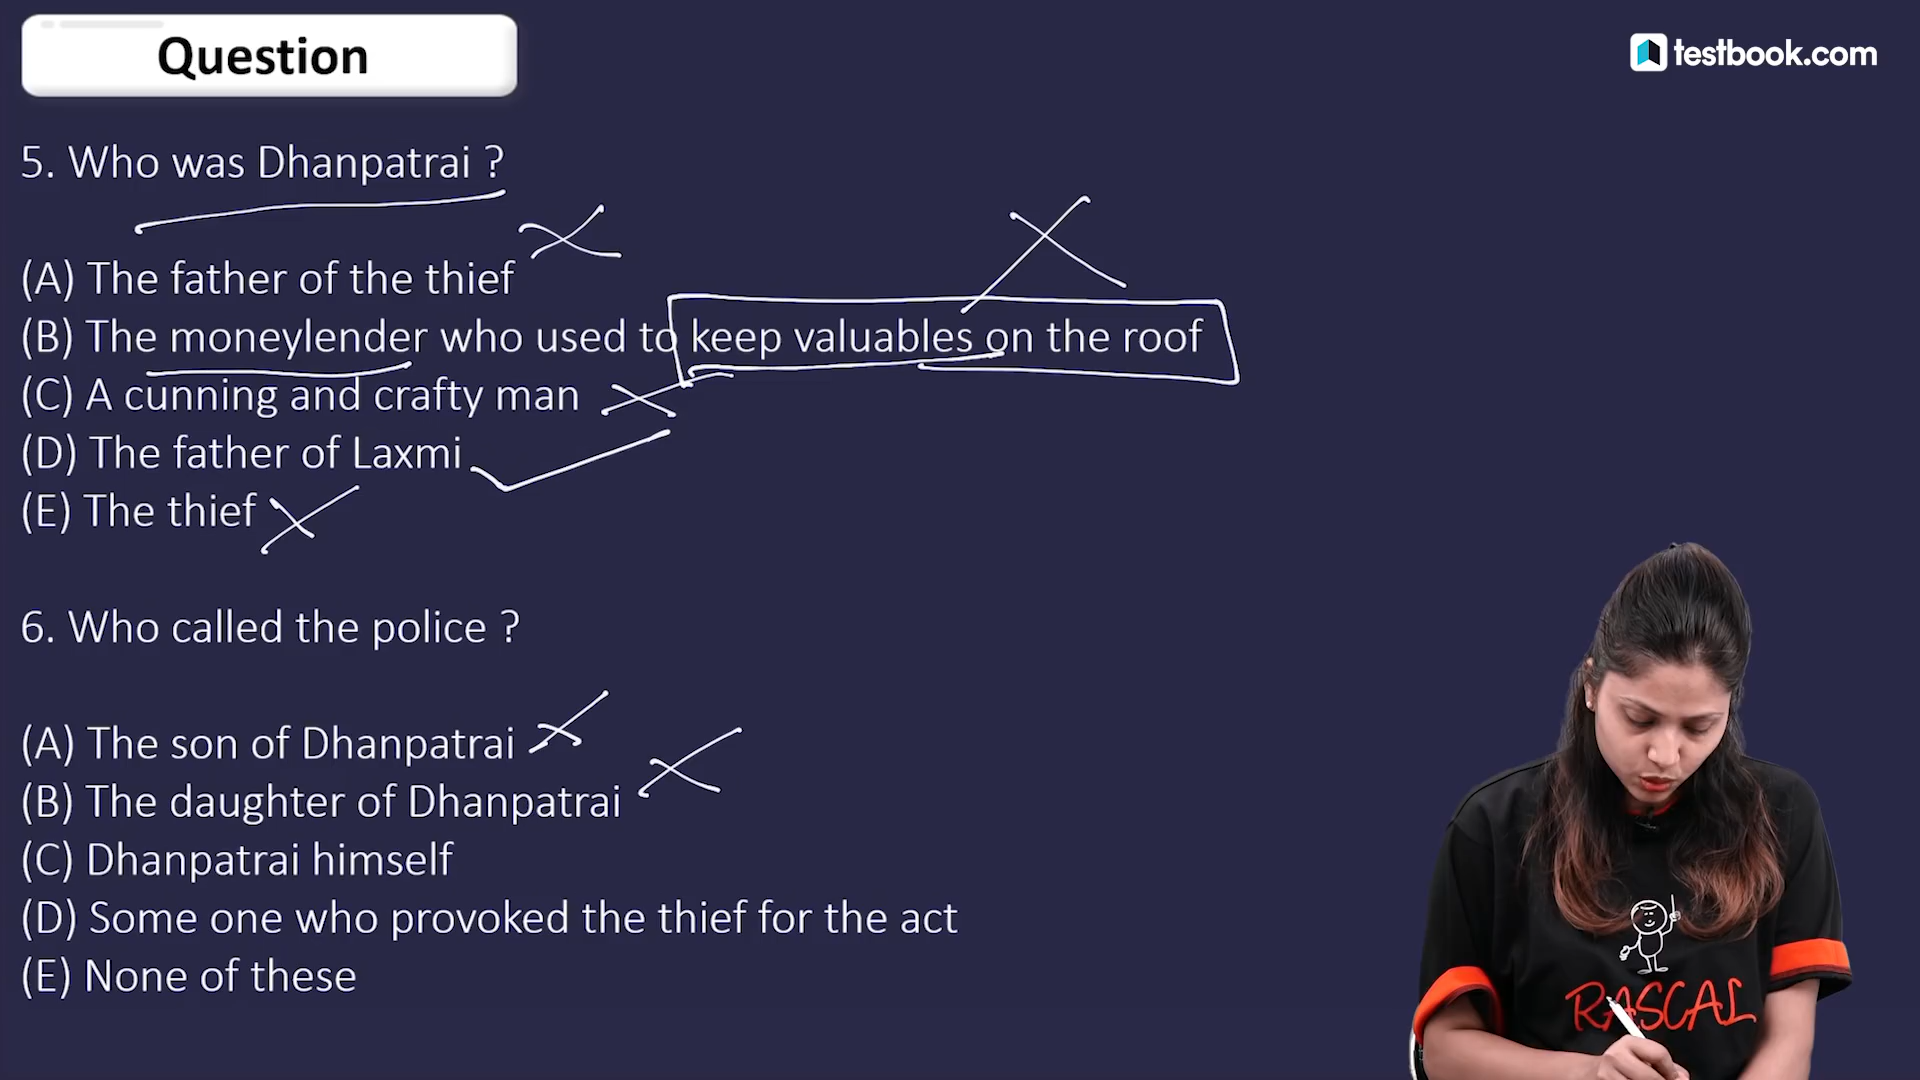 Question
testbook.com
5. Who was Dhanpatrai ?
(A) The father of the thief
(B) The moneylender who used to keep valuables on the roof
(C) A cunning and crafty man
(D) The father of Laxmi
(E) The thief
6. Who called the police ?
(A) The son of Dhanpatrai
(B) The daughter of Dhanpatrai
(C) Dhanpatrai himself
(D) Some one who provoked the thief for the act
(E) None of these
RASCAL